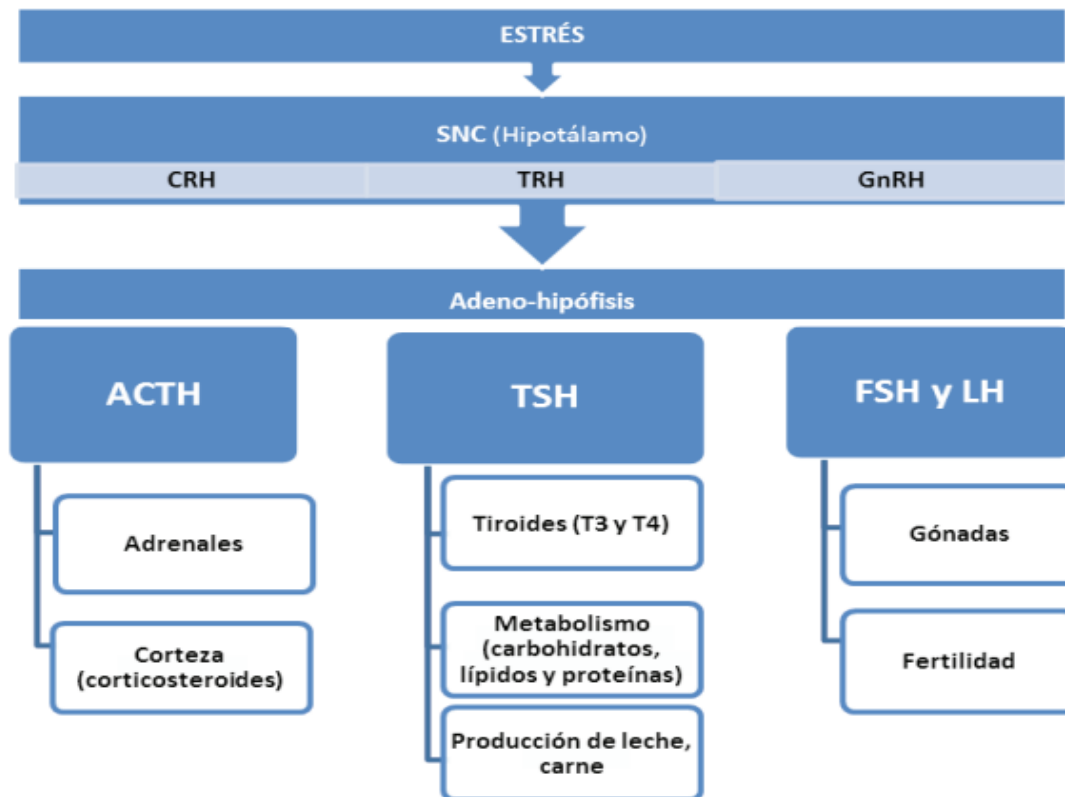 ESTRÉS
SNC (Hipotálamo)
CRH
TRH
GnRH
Adeno-hipófisis
ACTH
TSH
FSH y LH
Adrenales
Corteza
(corticosteroides)
Tiroides (T3 y T4)
Metabolismo
(carbohidratos,
lípidos y proteínas)
Producción de leche,
carne
Gónadas
Fertilidad